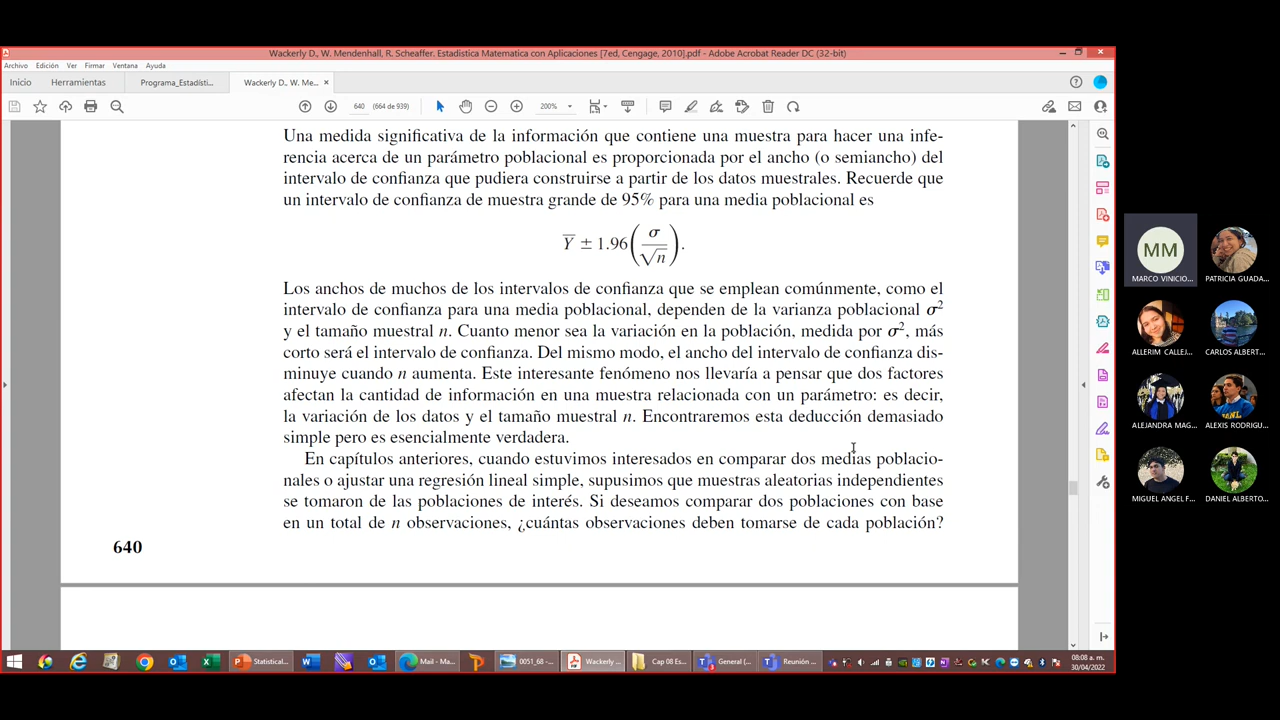 Wackerly D., W. Mendenhall, R. Scheaffer. Estadistica Matematica con Aplicaciones [7ed, Cengage, 2010].pdf - Adobe Acrobat Reader DC (32-bit)
Archivo Edición Ver Firmar Ventana Ayuda
Inicio Herramientas Programa_Estadísti... Wackerly D., W. Me... ×
640 (664 de 939) 200%
Una medida significativa de la información que contiene una muestra para hacer una infe-
rencia acerca de un parámetro poblacional es proporcionada por el ancho (o semiancho) del
intervalo de confianza que pudiera construirse a partir de los datos muestrales. Recuerde que
un intervalo de confianza de muestra grande de 95% para una media poblacional es
Y̅ ± 1.96(σ/√n).
Los anchos de muchos de los intervalos de confianza que se emplean comúnmente, como el
intervalo de confianza para una media poblacional, dependen de la varianza poblacional σ²
y el tamaño muestral n. Cuanto menor sea la variación en la población, medida por σ², más
corto será el intervalo de confianza. Del mismo modo, el ancho del intervalo de confianza dis-
minuye cuando n aumenta. Este interesante fenómeno nos llevaría a pensar que dos factores
afectan la cantidad de información en una muestra relacionada con un parámetro: es decir,
la variación de los datos y el tamaño muestral n. Encontraremos esta deducción demasiado
simple pero es esencialmente verdadera.
En capítulos anteriores, cuando estuvimos interesados en comparar dos medias poblacio-
nales o ajustar una regresión lineal simple, supusimos que muestras aleatorias independientes
se tomaron de las poblaciones de interés. Si deseamos comparar dos poblaciones con base
en un total de n observaciones, ¿cuántas observaciones deben tomarse de cada población?
640
MM
MARCO VINICIO... PATRICIA GUADA...
ALLERIM CALLEJ... CARLOS ALBERT...
ALEJANDRA MAG... ALEXIS RODRIGU...
MIGUEL ANGEL F... DANIEL ALBERTO...
Statistical... Mail - Ma... 0051_68 -... Wackerly ... Cap 08 Es... General (... Reunión ...
08:08 a. m.
30/04/2022